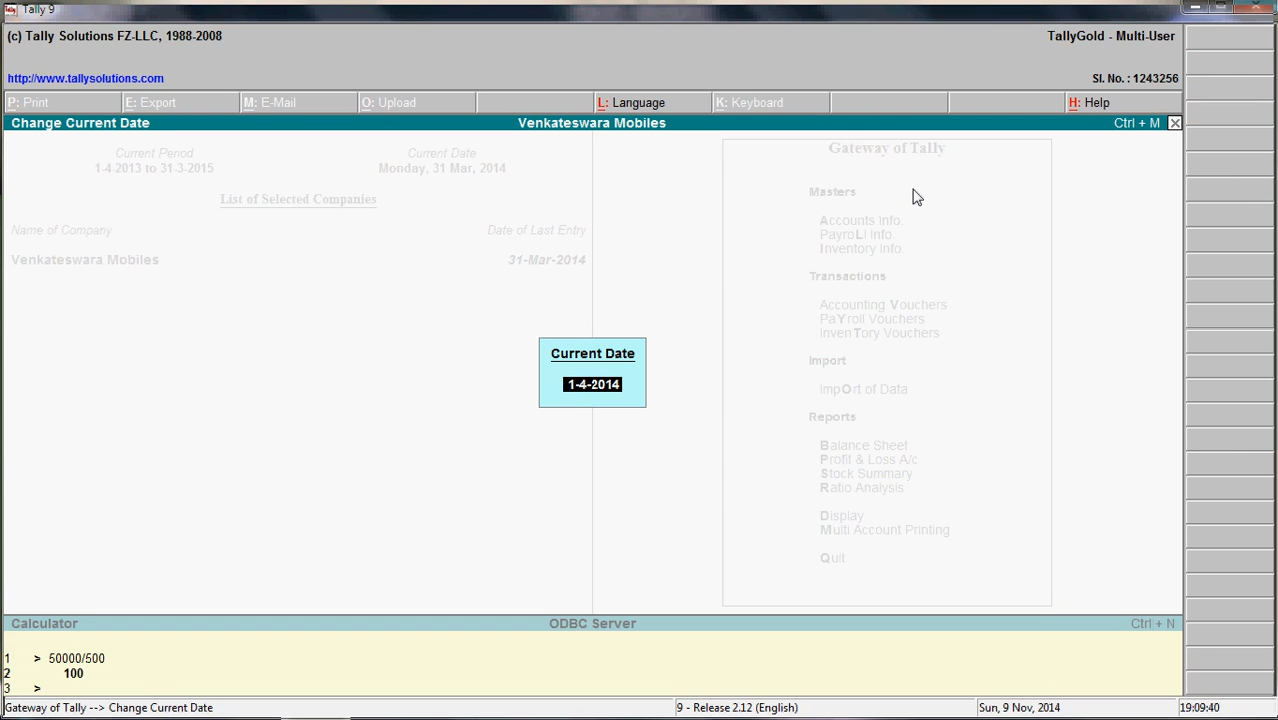 Tally 9
(c) Tally Solutions FZ-LLC, 1988-2008
TallyGold - Multi-User
http://www.tallysolutions.com
Sl. No. : 1243256
P: Print E: Export M: E-Mail O: Upload L: Language K: Keyboard H: Help
Change Current Date Venkateswara Mobiles Ctrl + M
Current Period Current Date
1-4-2013 to 31-3-2015 Monday, 31 Mar, 2014
List of Selected Companies
Name of Company Date of Last Entry
Venkateswara Mobiles 31-Mar-2014
Gateway of Tally
Masters
Accounts Info.
PayroLl Info.
Inventory Info.
Transactions
Accounting Vouchers
PaYroll Vouchers
InvenTory Vouchers
Import
ImpOrt of Data
Reports
Balance Sheet
Profit & Loss A/c
Stock Summary
Ratio Analysis
Display
Multi Account Printing
Quit
Current Date
1-4-2014
Calculator ODBC Server Ctrl + N
1 > 50000/500
2 100
3 >
Gateway of Tally --> Change Current Date 9 - Release 2.12 (English) Sun, 9 Nov, 2014 19:09:40